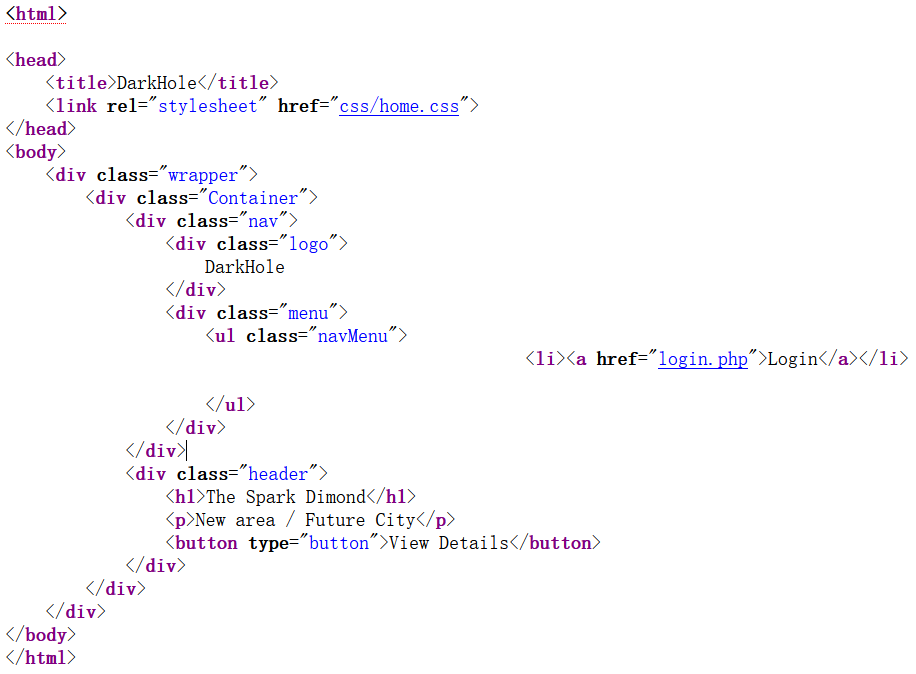 <html>
<head>
<title>DarkHole</title>
<link rel="stylesheet" href="css/home.css">
</head>
<body>
<div class="wrapper">
<div class="Container">
<div class="nav">
<div class="logo">
DarkHole
</div>
<div class="menu">
<ul class="navMenu">
<li><a href="login.php">Login</a></li>
</ul>
</div>
</div>
<div class="header">
<h1>The Spark Dimond</h1>
<p>New area / Future City</p>
<button type="button">View Details</button>
</div>
</div>
</div>
</body>
</html>